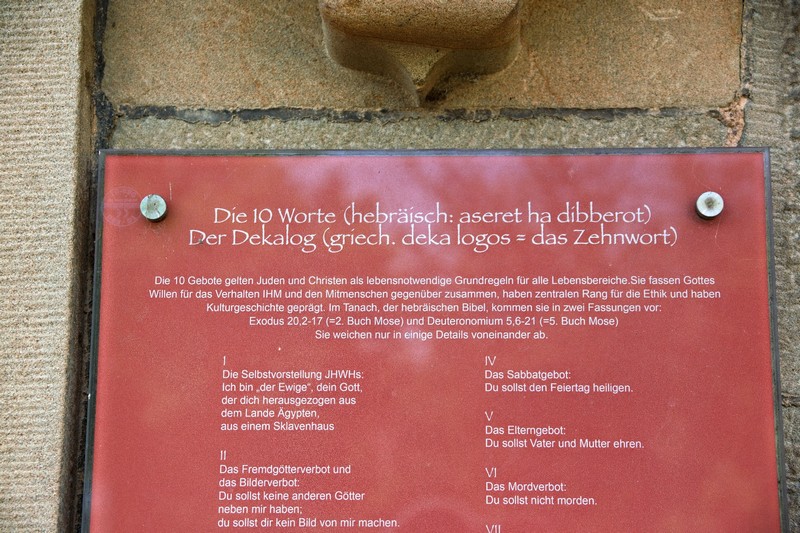 Die 10 Worte (hebräisch: aseret ha dibberot)
Der Dekalog (griech. deka logos = das Zehnwort)
Die 10 Gebote gelten Juden und Christen als lebensnotwendige Grundregeln für alle Lebensbereiche.Sie fassen Gottes
Willen für das Verhalten IHM und den Mitmenschen gegenüber zusammen, haben zentralen Rang für die Ethik und haben
Kulturgeschichte geprägt. Im Tanach, der hebräischen Bibel, kommen sie in zwei Fassungen vor:
Exodus 20,2-17 (=2. Buch Mose) und Deuteronomium 5,6-21 (=5. Buch Mose)
Sie weichen nur in einige Details voneinander ab.
I
Die Selbstvorstellung JHWHs:
Ich bin „der Ewige“, dein Gott,
der dich herausgezogen aus
dem Lande Ägypten,
aus einem Sklavenhaus
II
Das Fremdgötterverbot und
das Bilderverbot:
Du sollst keine anderen Götter
neben mir haben;
du sollst dir kein Bild von mir machen.
IV
Das Sabbatgebot:
Du sollst den Feiertag heiligen.
V
Das Elterngebot:
Du sollst Vater und Mutter ehren.
VI
Das Mordverbot:
Du sollst nicht morden.
VII